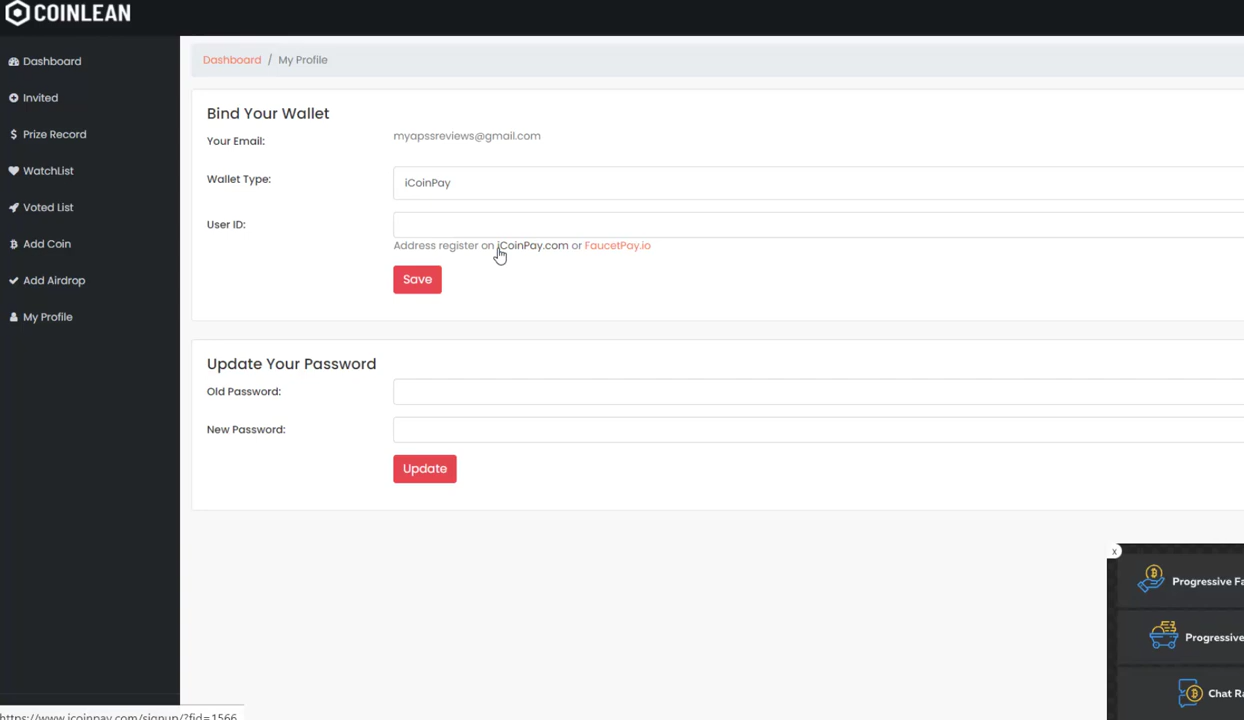 COINLEAN
Dashboard
Invited
Prize Record
WatchList
Voted List
Add Coin
Add Airdrop
My Profile
Dashboard / My Profile
Bind Your Wallet
Your Email: myapssreviews@gmail.com
Wallet Type: iCoinPay
User ID:
Address register on iCoinPay.com or FaucetPay.io
Save
Update Your Password
Old Password:
New Password:
Update
x
Progressive Fa
Progressive
Chat Ra
https://www.icoinpay.com/signup/?fid=1566